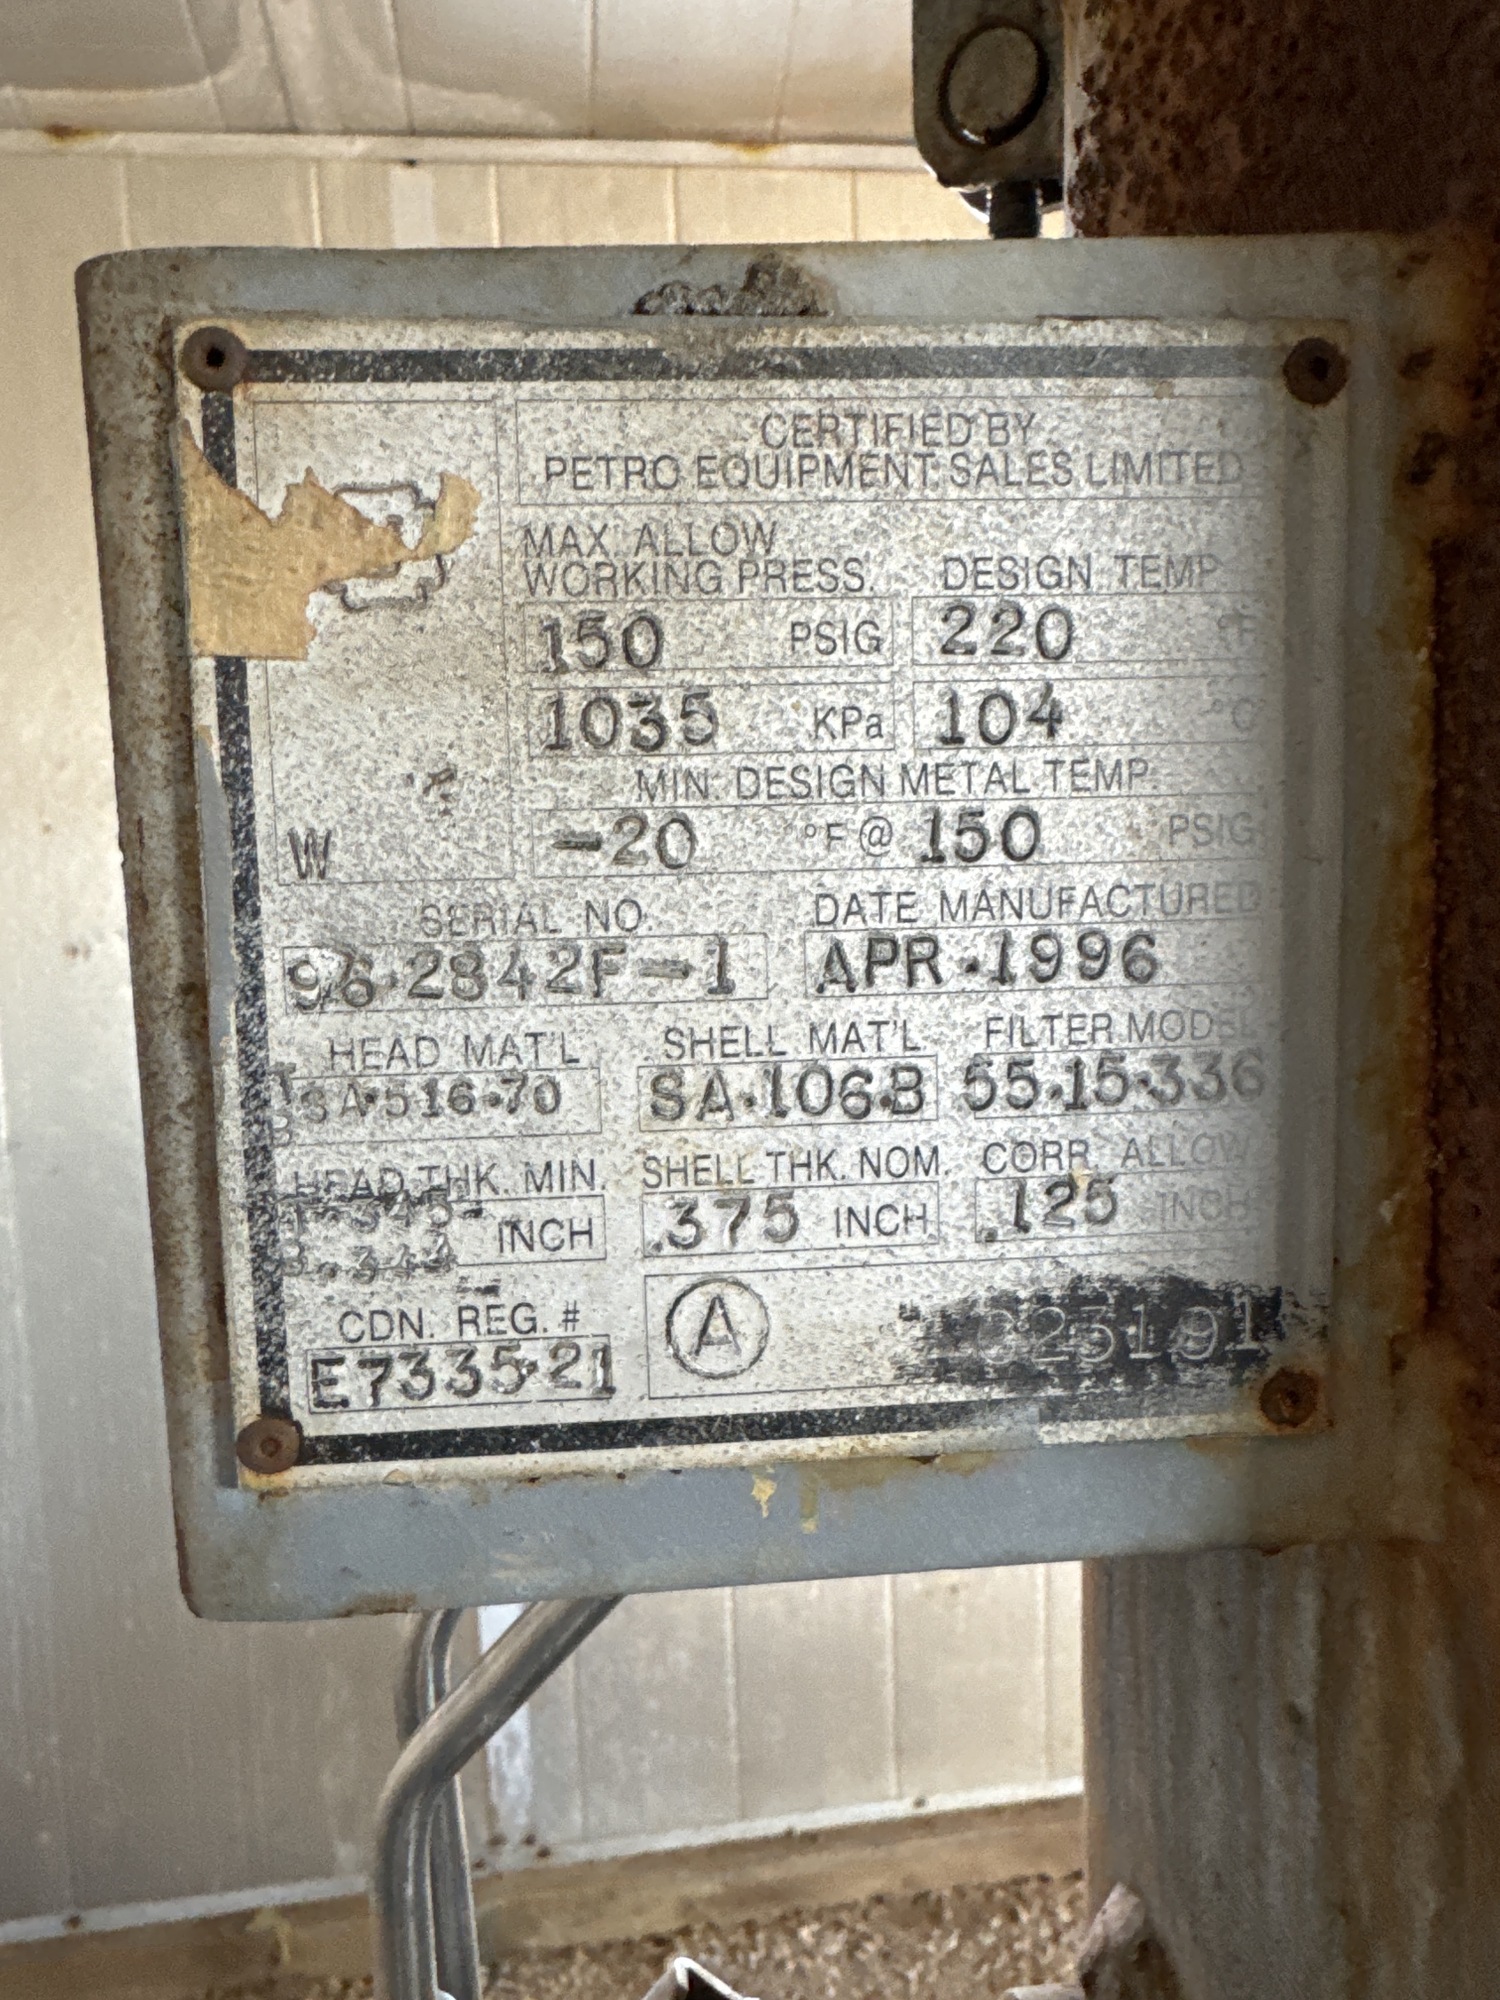 CERTIFIED BY
PETRO EQUIPMENT SALES LIMITED
MAX. ALLOW
WORKING PRESS. DESIGN TEMP
150 PSIG 220 °F
1035 KPa 104 °C
MIN. DESIGN METAL TEMP.
W -20 °F @ 150 PSIG
SERIAL NO. DATE MANUFACTURED
96·2842F-1 APR·1996
HEAD MAT'L SHELL MAT'L FILTER MODEL
SA·516·70 SA·106·B 55·15·336
HEAD THK. MIN. SHELL THK. NOM. CORR. ALLOW
.345 INCH .375 INCH .125 INCH
CDN. REG. #
E7335·21 A